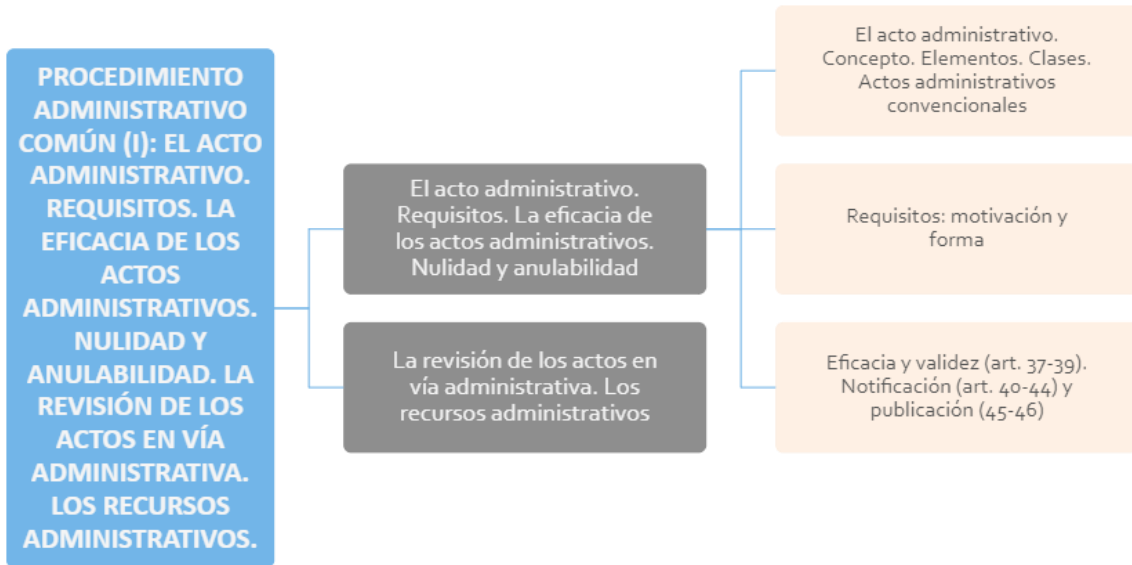 PROCEDIMIENTO
ADMINISTRATIVO
COMÚN (I): EL ACTO
ADMINISTRATIVO.
REQUISITOS. LA
EFICACIA DE LOS
ACTOS
ADMINISTRATIVOS.
NULIDAD Y
ANULABILIDAD. LA
REVISIÓN DE LOS
ACTOS EN VÍA
ADMINISTRATIVA.
LOS RECURSOS
ADMINISTRATIVOS.
El acto administrativo.
Requisitos. La eficacia de
los actos administrativos.
Nulidad y anulabilidad
La revisión de los actos en
vía administrativa. Los
recursos administrativos
El acto administrativo.
Concepto. Elementos. Clases.
Actos administrativos
convencionales
Requisitos: motivación y
forma
Eficacia y validez (art. 37-39).
Notificación (art. 40-44) y
publicación (45-46)